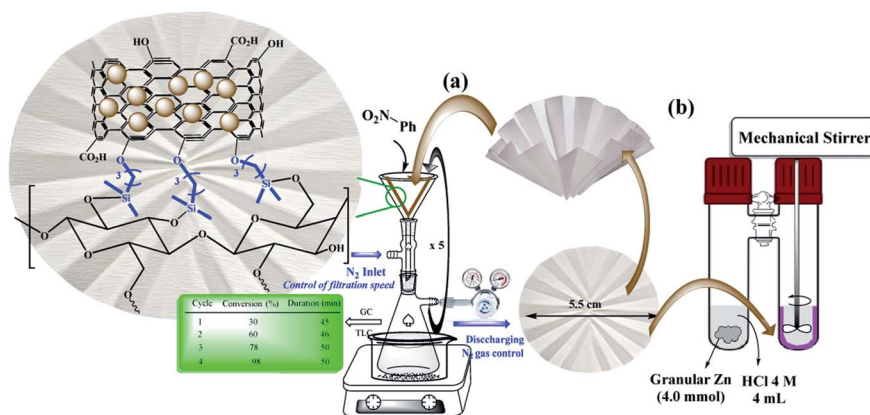 HO
CO₂H
OH
CO₂H
O
O
O
3
3
3
Si
Si
Si
O
O
O
O
O
O
O
O
O
OH
(a)
O₂N
Ph
x 5
N₂ Inlet
Control of filtration speed
Cycle Conversion (%) Duration (min)
1 30 45
2 60 46
3 78 50
4 98 50
GC
TLC
Disccharging
N₂ gas control
5.5 cm
(b)
Mechanical Stirrer
Granular Zn
(4.0 mmol)
HCl 4 M
4 mL